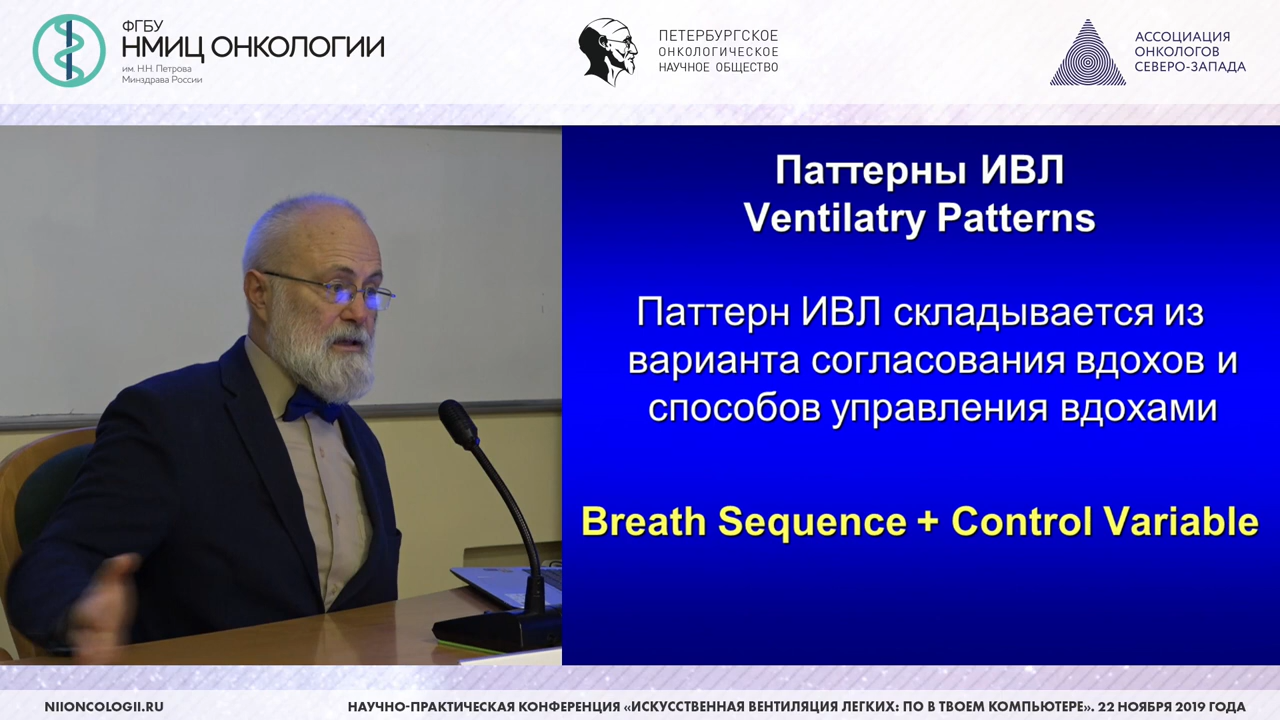 ФГБУ
НМИЦ ОНКОЛОГИИ
им. Н.Н. Петрова
Минздрава России
ПЕТЕРБУРГСКОЕ
ОНКОЛОГИЧЕСКОЕ
НАУЧНОЕ ОБЩЕСТВО
АССОЦИАЦИЯ
ОНКОЛОГОВ
СЕВЕРО-ЗАПАДА
Паттерны ИВЛ
Ventilatry Patterns
Паттерн ИВЛ складывается из
варианта согласования вдохов и
способов управления вдохами
Breath Sequence + Control Variable
NIIONCOLOGII.RU
НАУЧНО-ПРАКТИЧЕСКАЯ КОНФЕРЕНЦИЯ «ИСКУССТВЕННАЯ ВЕНТИЛЯЦИЯ ЛЕГКИХ: ПО В ТВОЕМ КОМПЬЮТЕРЕ». 22 НОЯБРЯ 2019 ГОДА